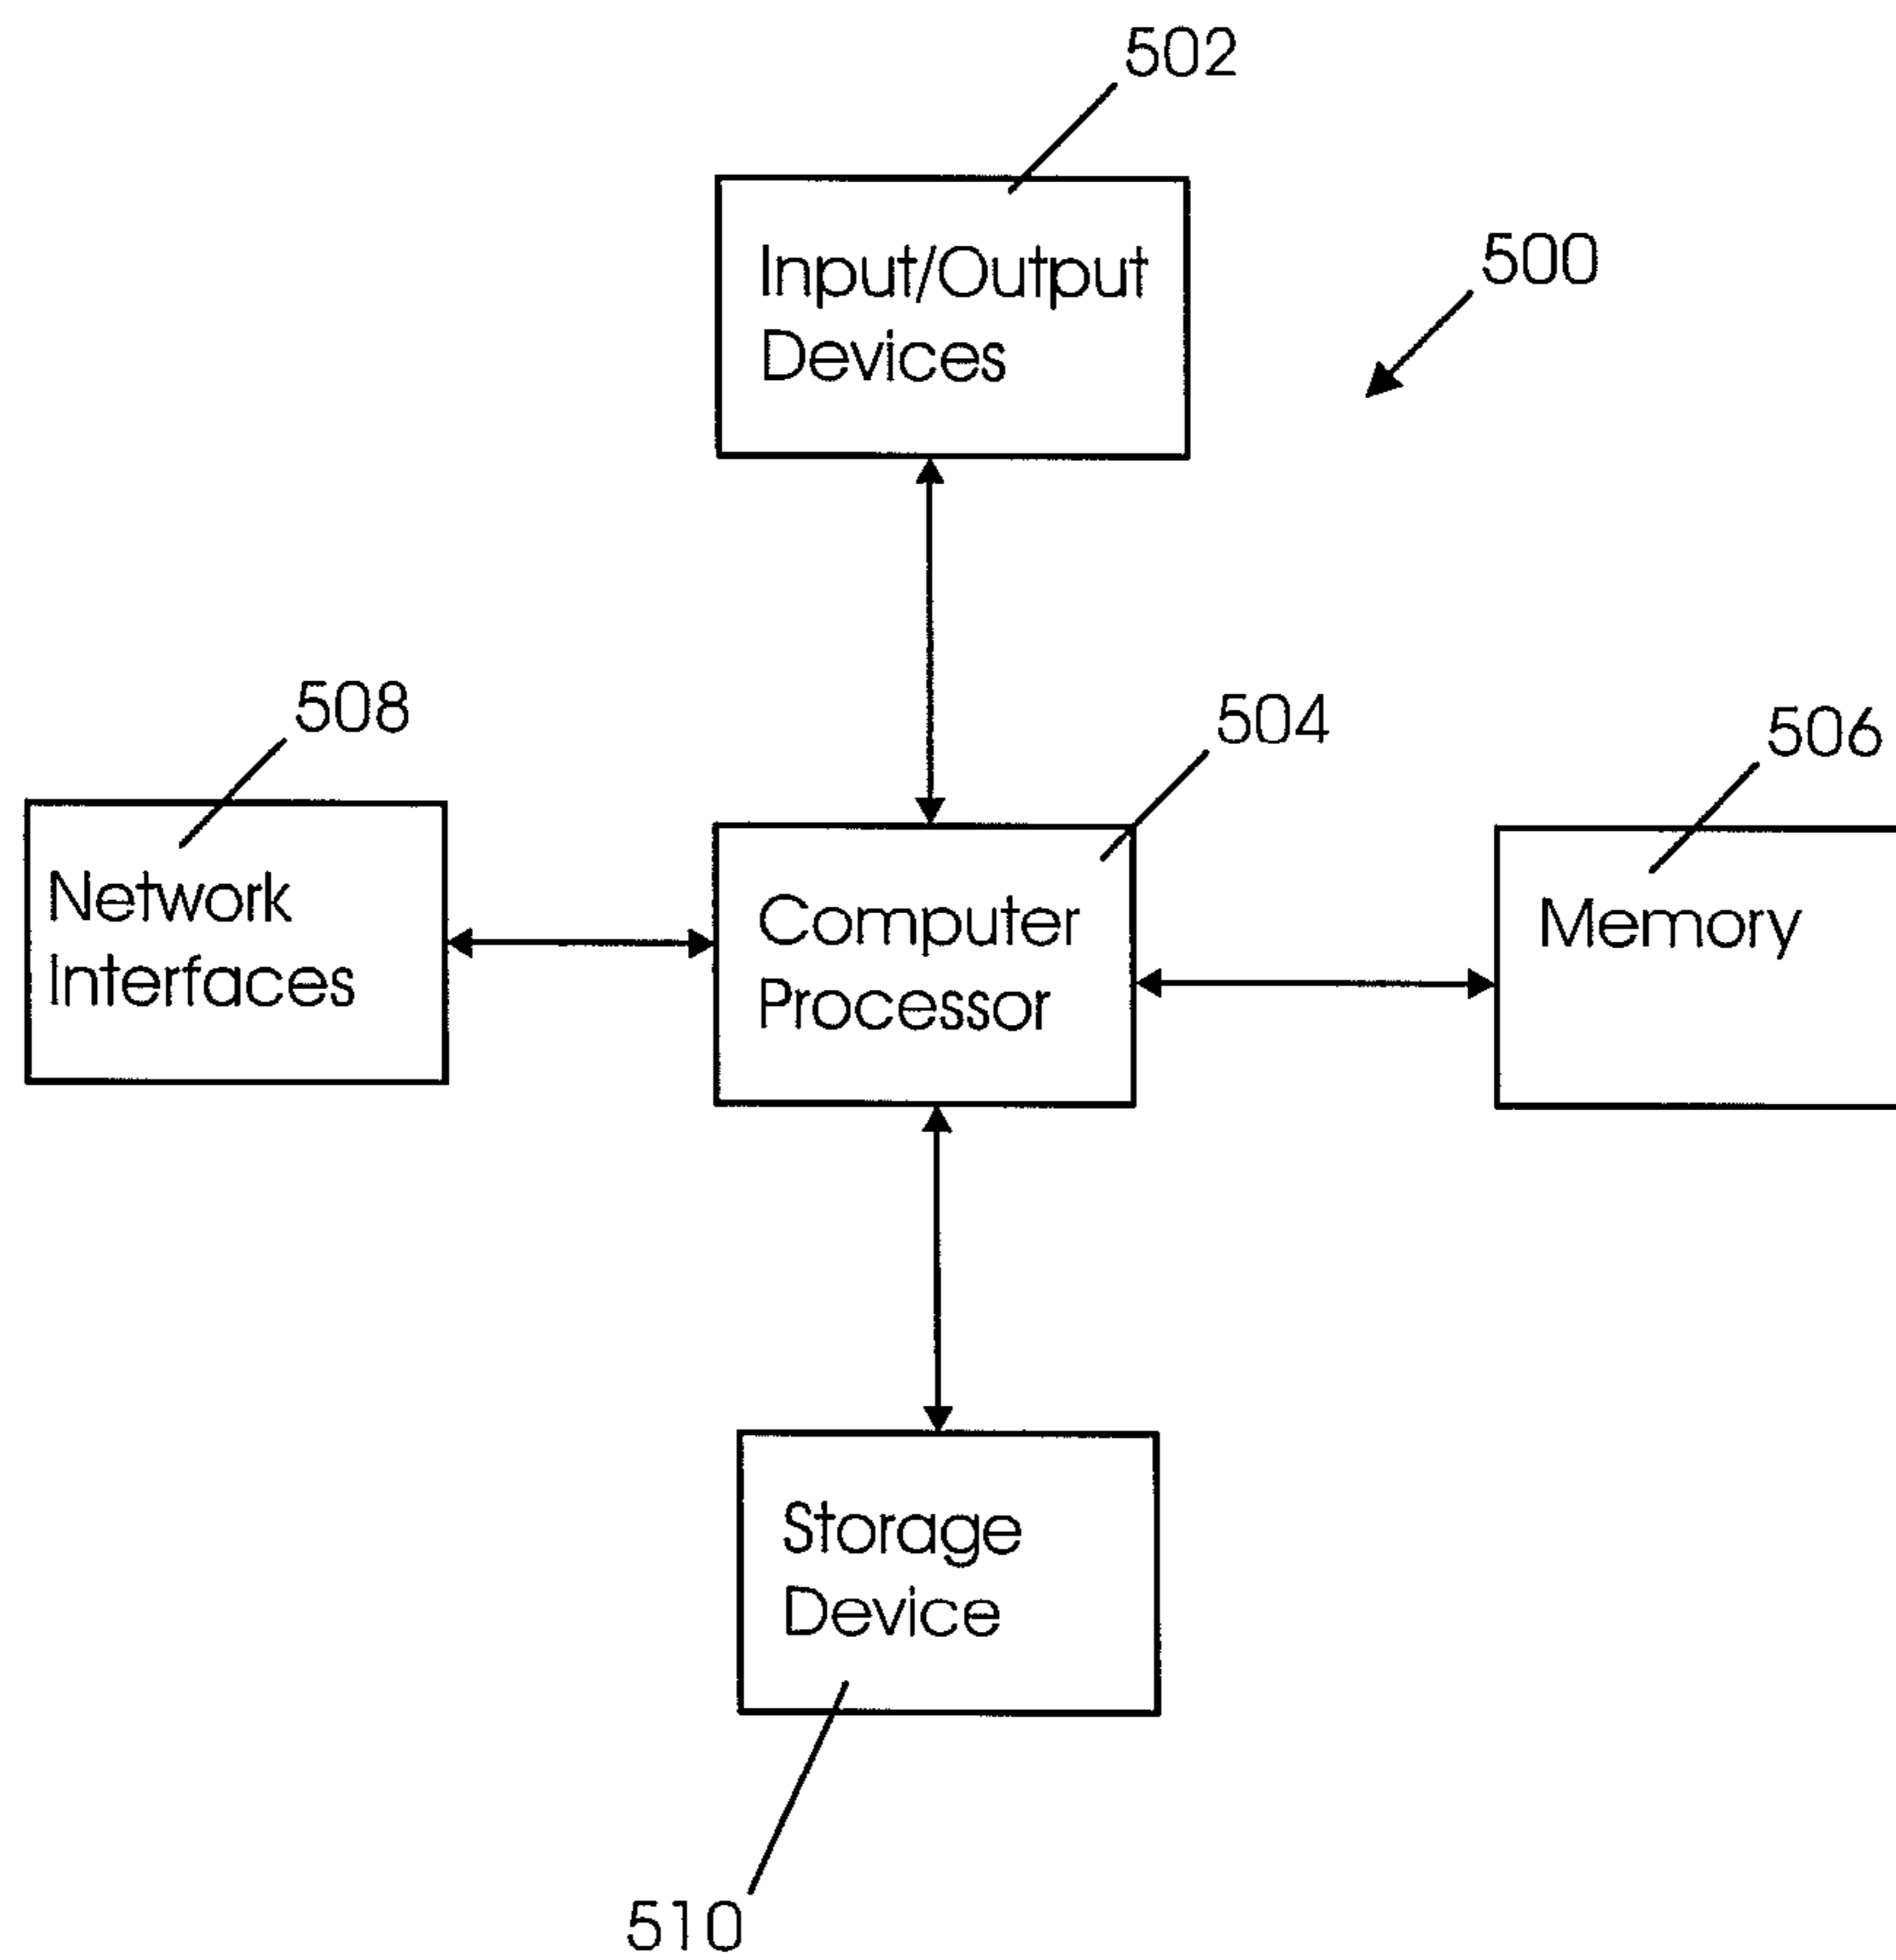 502
Input/Output
Devices
500
508
504
506
Network
Interfaces
Computer
Processor
Memory
Storage
Device
510